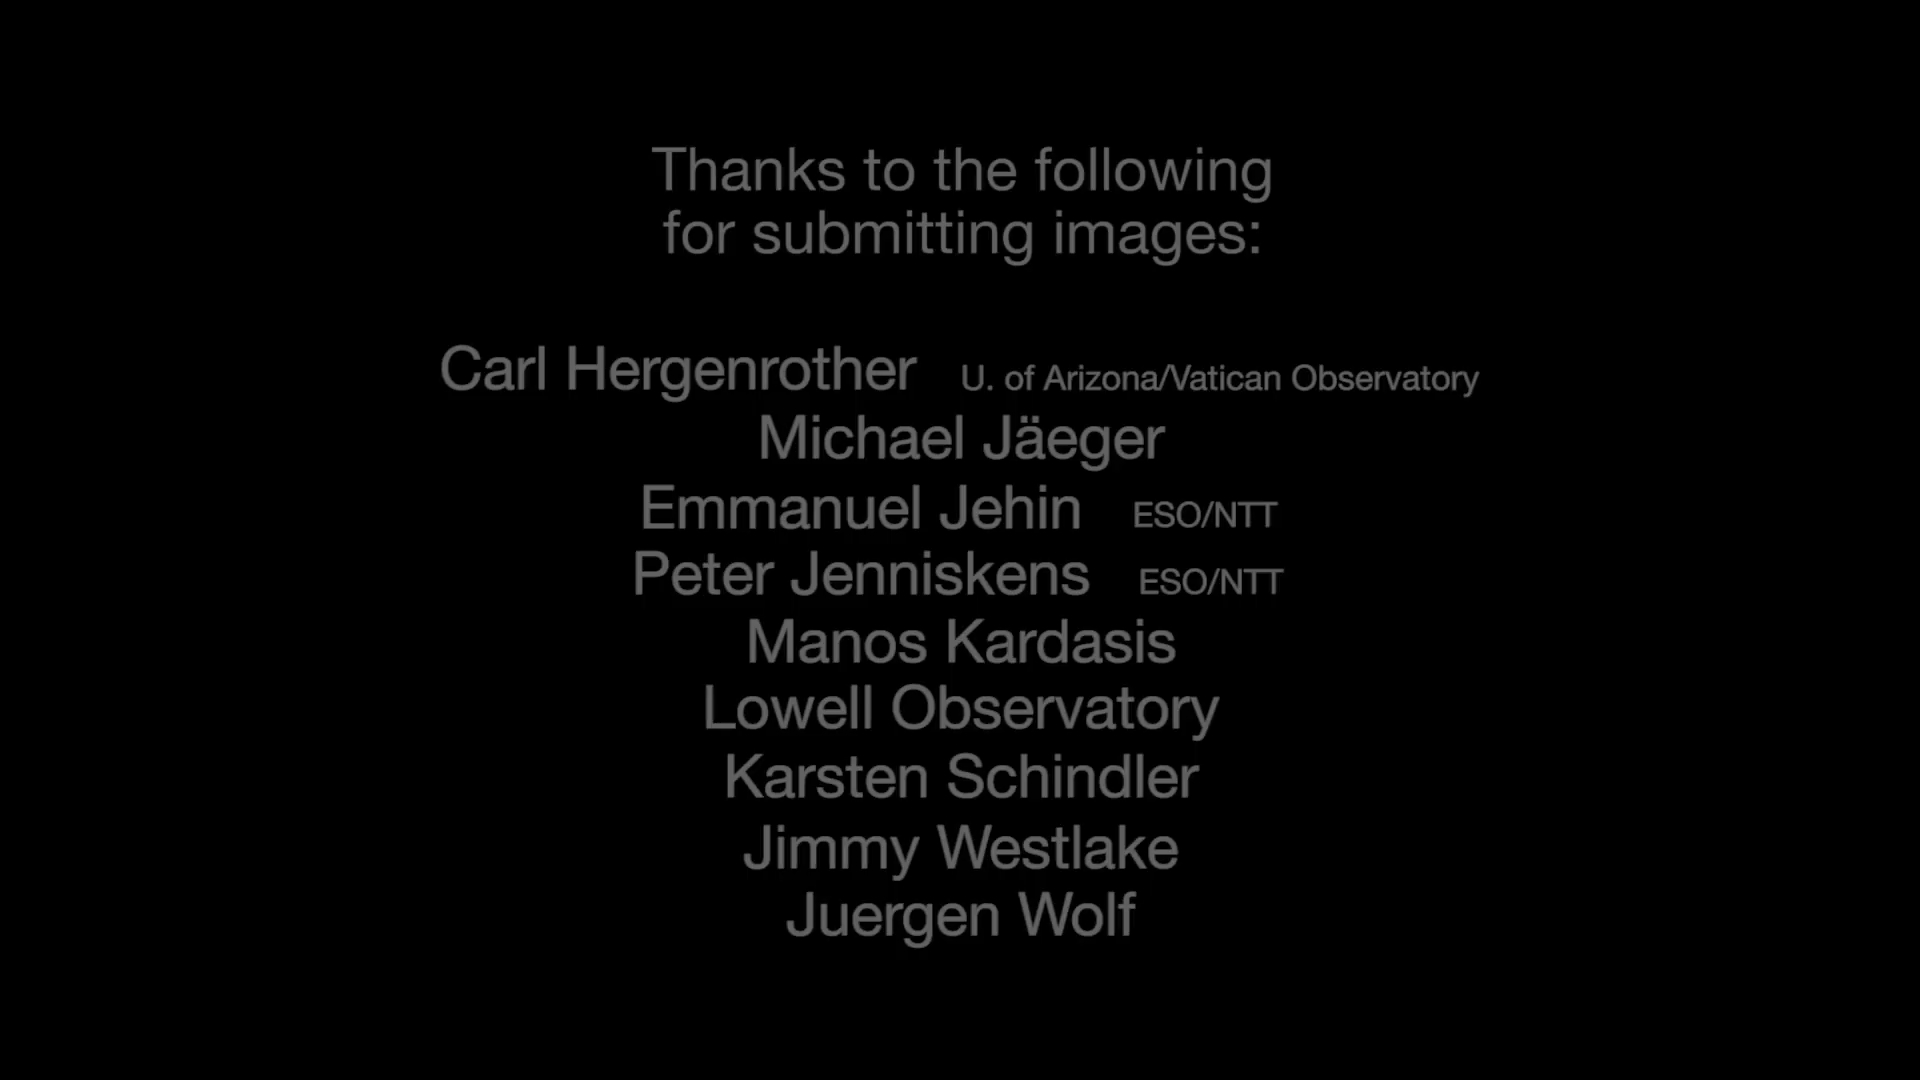 Thanks to the following
for submitting images:
Carl Hergenrother U. of Arizona/Vatican Observatory
Michael Jäeger
Emmanuel Jehin ESO/NTT
Peter Jenniskens ESO/NTT
Manos Kardasis
Lowell Observatory
Karsten Schindler
Jimmy Westlake
Juergen Wolf